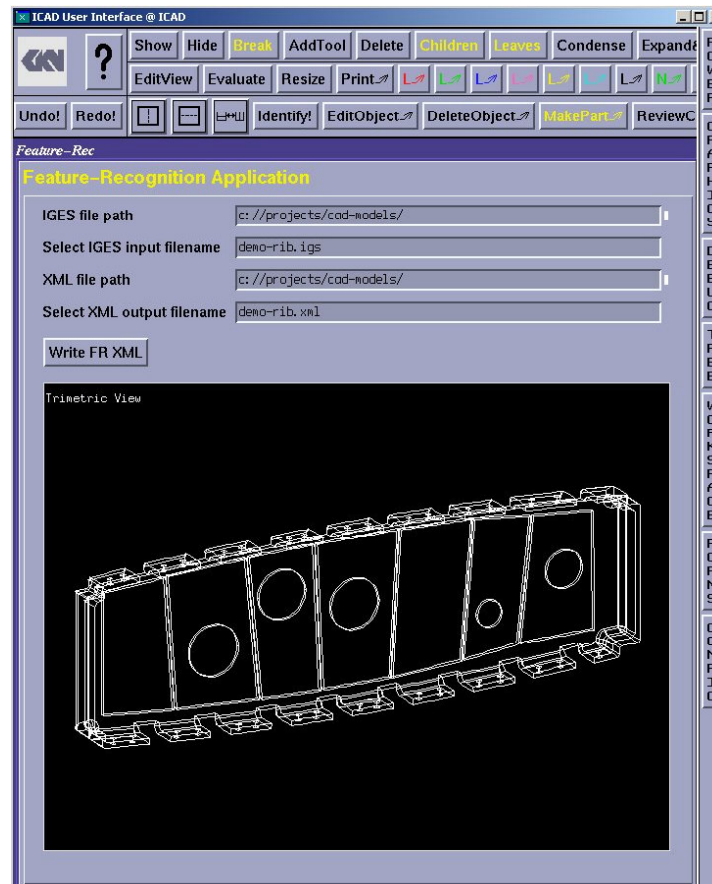 ICAD User Interface @ ICAD
GKN ? Show Hide Break AddTool Delete Children Leaves Condense Expand&
EditView Evaluate Resize Print L L L L L L L N
Undo! Redo! Identify! EditObject DeleteObject MakePart ReviewC
Feature-Rec
Feature-Recognition Application
IGES file path c://projects/cad-models/
Select IGES input filename demo-rib.igs
XML file path c://projects/cad-models/
Select XML output filename demo-rib.xml
Write FR XML
Trimetric View